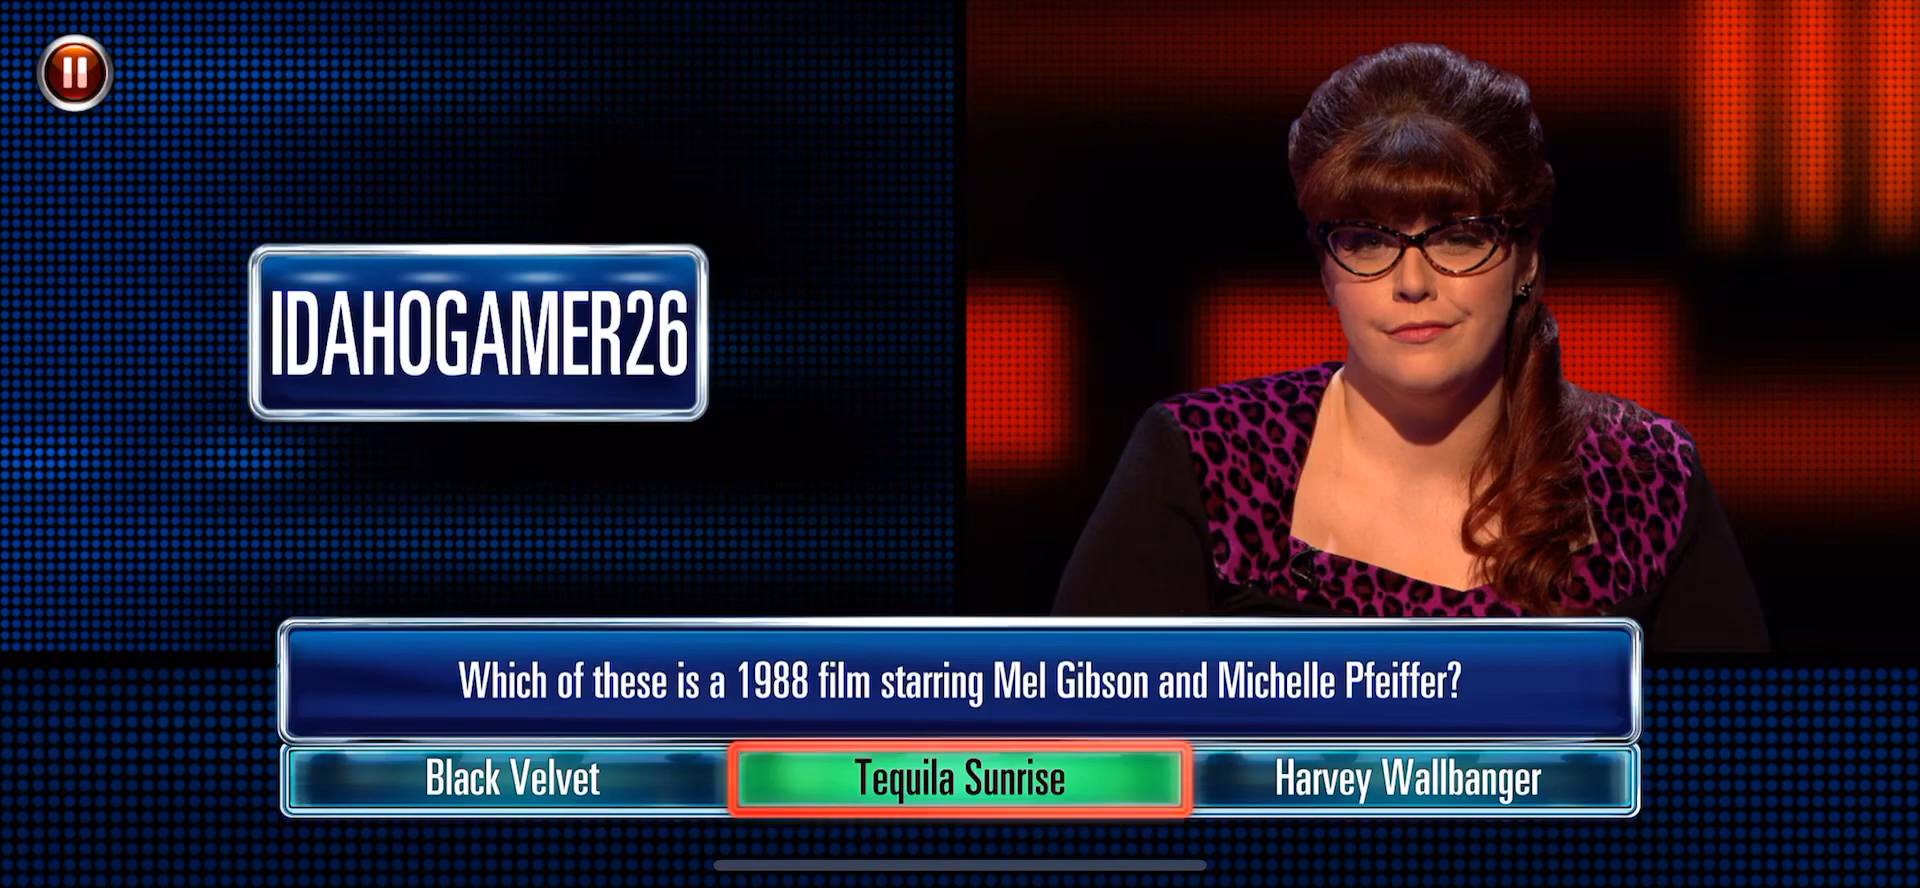 IDAHOGAMER26
Which of these is a 1988 film starring Mel Gibson and Michelle Pfeiffer?
Black Velvet
Tequila Sunrise
Harvey Wallbanger